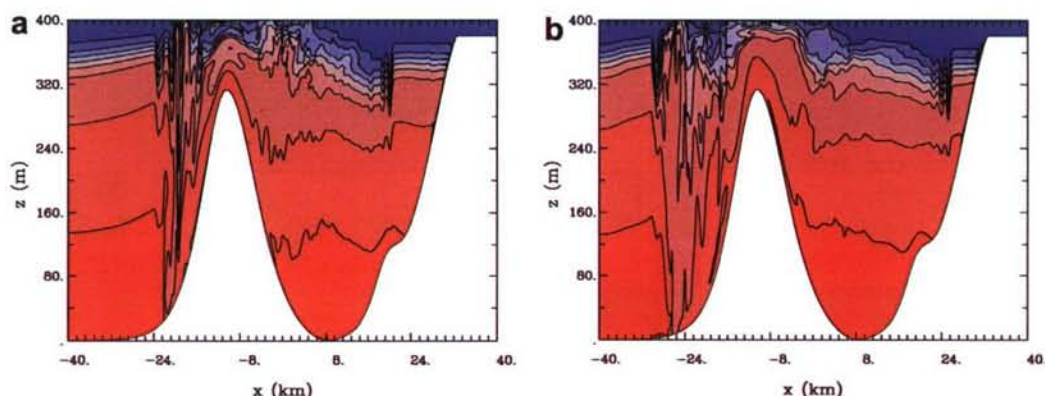 a
400.
320.
240.
160.
80.
.
z (m)
-40. -24. -8. 8. 24. 40.
x (km)
b
400.
320.
240.
160.
80.
.
z (m)
-40. -24. -8. 8. 24. 40.
x (km)